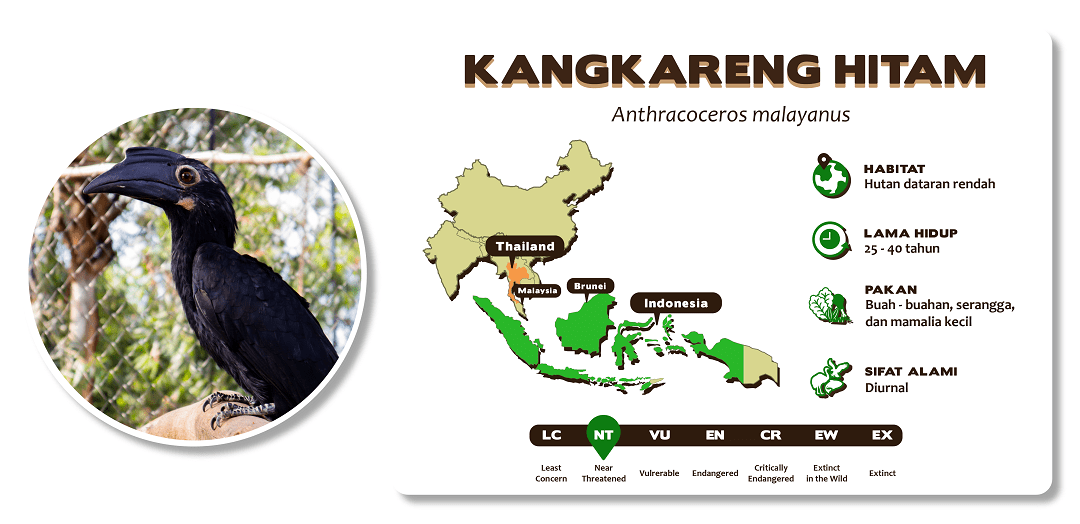 KANGKARENG HITAM
Anthracoceros malayanus
Thailand
Malaysia
Brunei
Indonesia
HABITAT
Hutan dataran rendah
LAMA HIDUP
25 - 40 tahun
PAKAN
Buah - buahan, serangga,
dan mamalia kecil
SIFAT ALAMI
Diurnal
LC NT VU EN CR EW EX
Least Concern
Near Threatened
Vulrerable
Endangered
Critically Endangered
Extinct in the Wild
Extinct